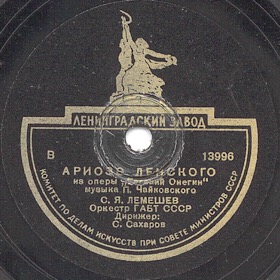 ЛЕНИНГРАДСКИЙ ЗАВОД
В 13996
АРИОЗО ЛЕНСКОГО
из оперы „Евгений Онегин"
музыка П. Чайковского
С. Я. ЛЕМЕШЕВ
Оркестр ГАБТ СССР
Дирижер:
С. Сахаров
КОМИТЕТ ПО ДЕЛАМ ИСКУССТВ ПРИ СОВЕТЕ МИНИСТРОВ СССР